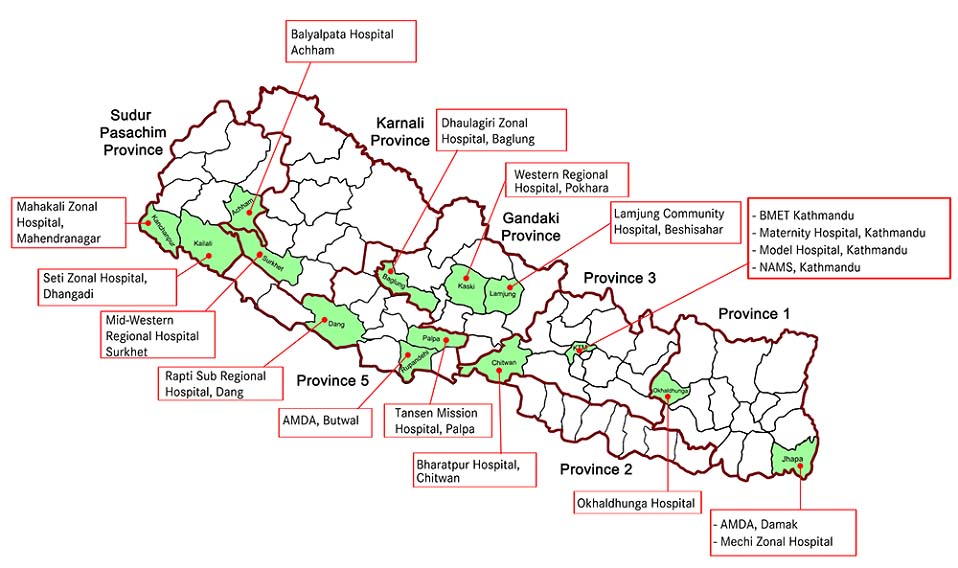 Balyalpata Hospital
Achham
Sudur
Pasachim
Province
Karnali
Province
Dhaulagiri Zonal
Hospital, Baglung
Western Regional
Hospital, Pokhara
Gandaki
Province
Lamjung Community
Hospital, Beshisahar
- BMET Kathmandu
- Maternity Hospital, Kathmandu
- Model Hospital, Kathmandu
- NAMS, Kathmandu
Mahakali Zonal
Hospital,
Mahendranagar
Achham
Kanchanpur
Kailali
Surkhet
Seti Zonal Hospital,
Dhangadi
Baglung
Kaski
Lamjung
Province 3
Mid-Western
Regional Hospital
Surkhet
Dang
Province 1
Palpa
KTM
Rupandehi
Chitwan
Rapti Sub Regional
Hospital, Dang
Province 5
Okhaldhunga
AMDA, Butwal
Tansen Mission
Hospital, Palpa
Bharatpur Hospital,
Chitwan
Province 2
Jhapa
Okhaldhunga Hospital
- AMDA, Damak
- Mechi Zonal Hospital